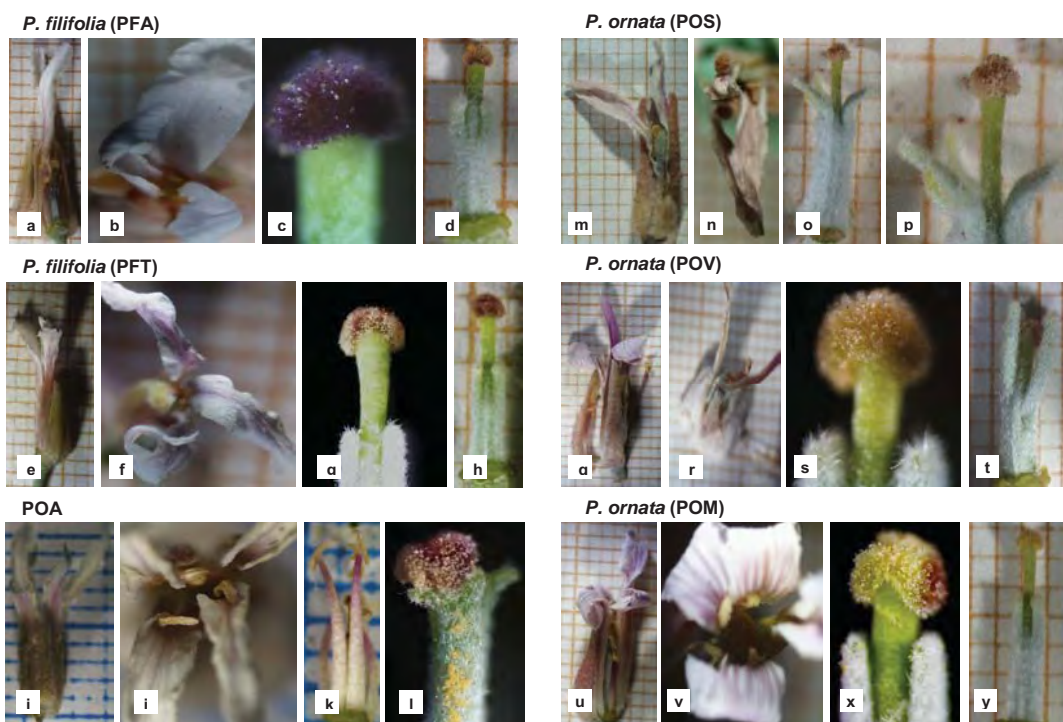 P. filifolia (PFA)
a b c d
P. filifolia (PFT)
e f g h
POA
i j k l
P. ornata (POS)
m n o p
P. ornata (POV)
q r s t
P. ornata (POM)
u v x y